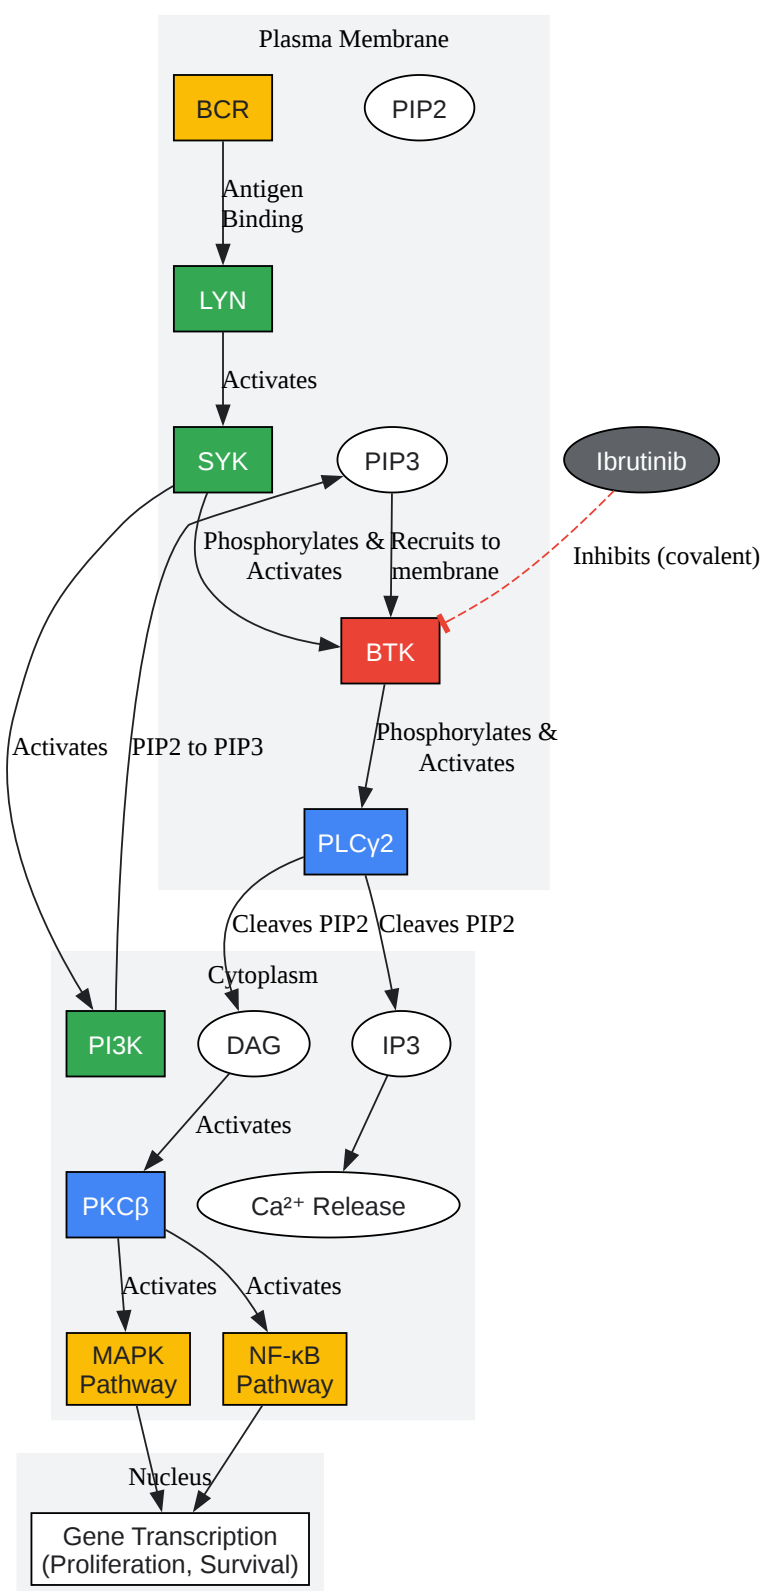 Plasma Membrane
BCR
PIP2
Antigen
Binding
LYN
Activates
SYK
PIP3
Ibrutinib
Phosphorylates &
Activates
Recruits to
membrane
Inhibits (covalent)
BTK
Activates
PIP2 to PIP3
Phosphorylates &
Activates
PLCγ2
Cleaves PIP2
Cleaves PIP2
Cytoplasm
PI3K
DAG
IP3
Activates
PKCβ
Ca²⁺ Release
Activates
Activates
MAPK
Pathway
NF-κB
Pathway
Nucleus
Gene Transcription
(Proliferation, Survival)